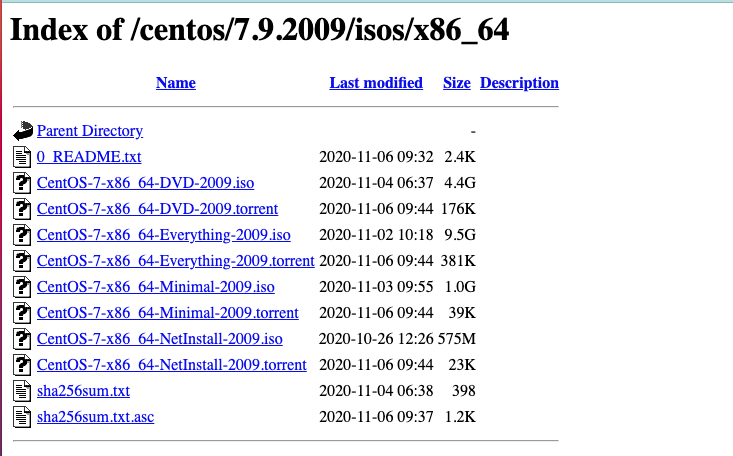 Index of /centos/7.9.2009/isos/x86_64
Name Last modified Size Description
Parent Directory -
0_README.txt 2020-11-06 09:32 2.4K
CentOS-7-x86_64-DVD-2009.iso 2020-11-04 06:37 4.4G
CentOS-7-x86_64-DVD-2009.torrent 2020-11-06 09:44 176K
CentOS-7-x86_64-Everything-2009.iso 2020-11-02 10:18 9.5G
CentOS-7-x86_64-Everything-2009.torrent 2020-11-06 09:44 381K
CentOS-7-x86_64-Minimal-2009.iso 2020-11-03 09:55 1.0G
CentOS-7-x86_64-Minimal-2009.torrent 2020-11-06 09:44 39K
CentOS-7-x86_64-NetInstall-2009.iso 2020-10-26 12:26 575M
CentOS-7-x86_64-NetInstall-2009.torrent 2020-11-06 09:44 23K
sha256sum.txt 2020-11-04 06:38 398
sha256sum.txt.asc 2020-11-06 09:37 1.2K